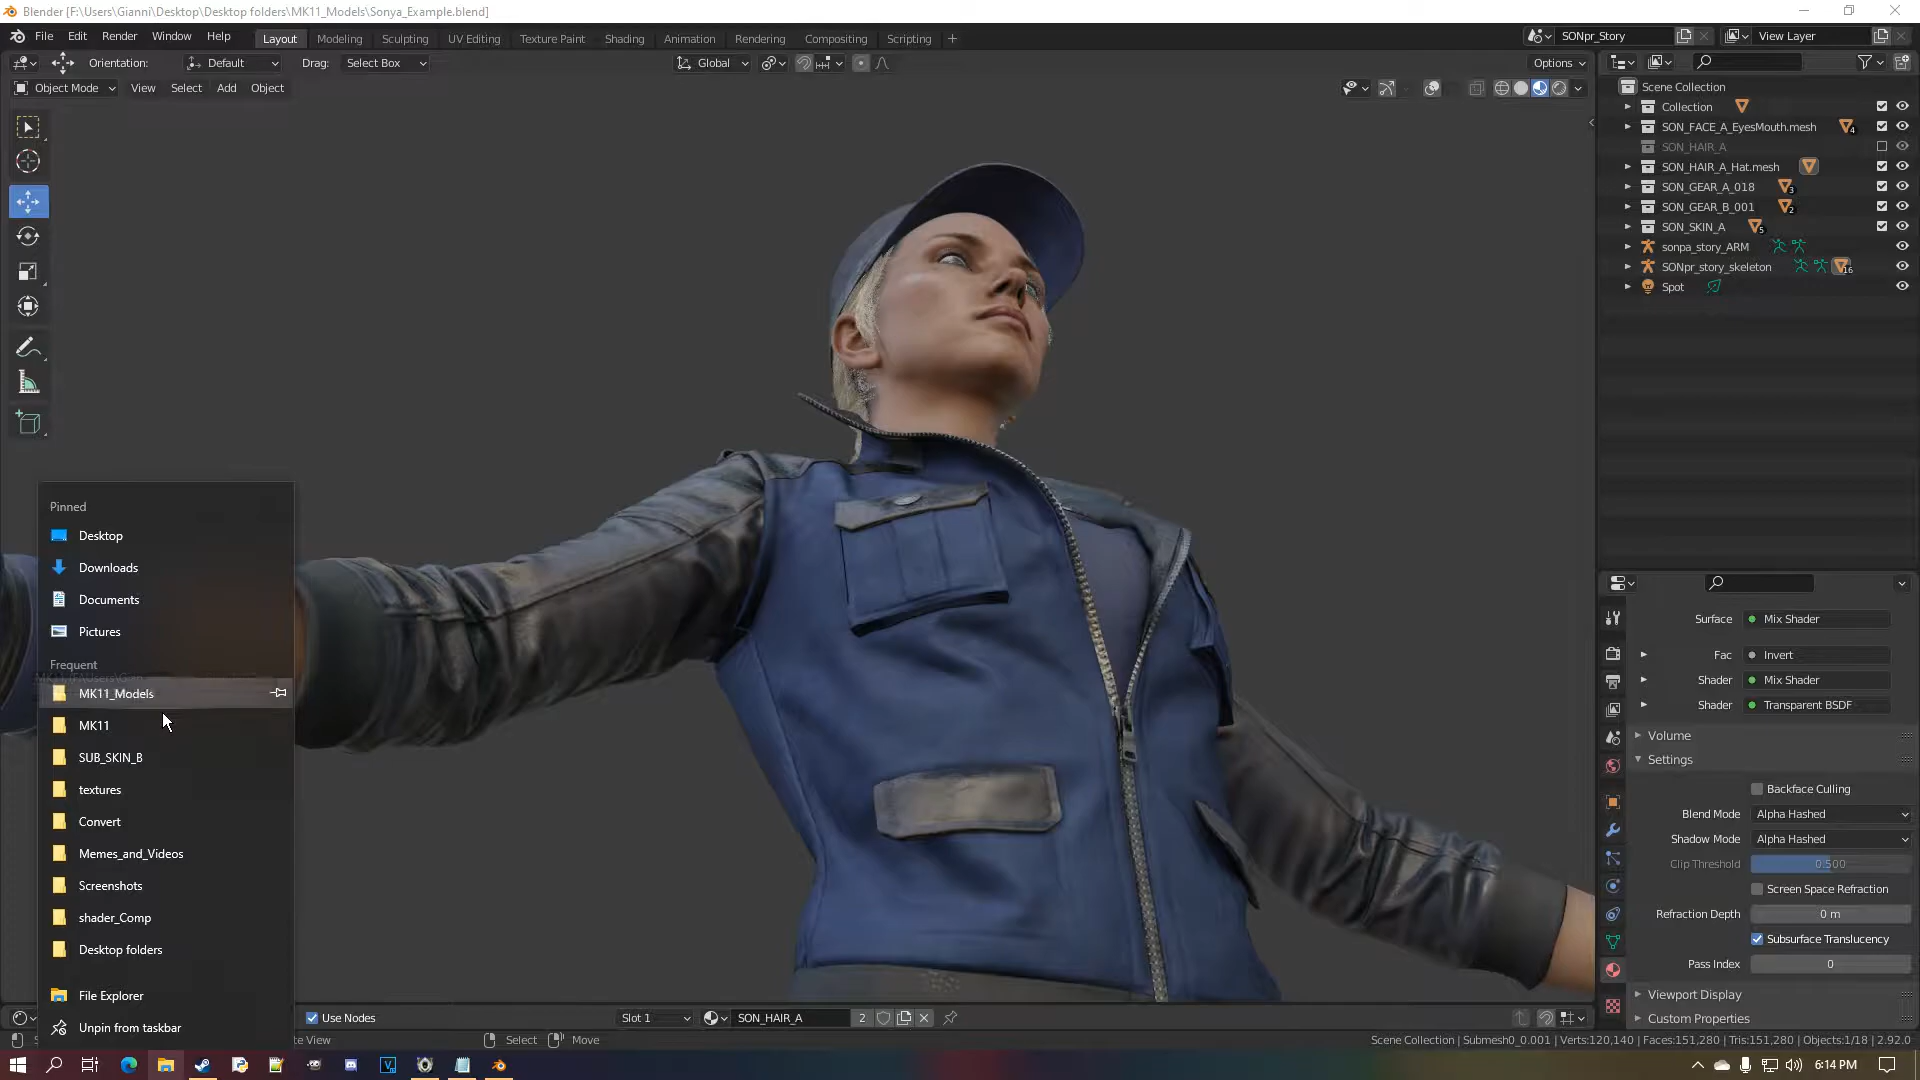 Blender [F:\Users\Gianni\Desktop\Desktop folders\MK11_Models\Sonya_Example.blend]
File Edit Render Window Help Layout Modeling Sculpting UV Editing Texture Paint Shading Animation Rendering Compositing Scripting + SONpr_Story View Layer
Orientation: Default Drag: Select Box Global Options
Object Mode View Select Add Object
Scene Collection
Collection
SON_FACE_A_EyesMouth.mesh 4
SON_HAIR_A
SON_HAIR_A_Hat.mesh
SON_GEAR_A_018 3
SON_GEAR_B_001 2
SON_SKIN_A 5
sonpa_story_ARM
SONpr_story_skeleton 16
Spot
Pinned
Desktop
Downloads
Documents
Pictures
Frequent
MK11_Models
MK11
SUB_SKIN_B
textures
Convert
Memes_and_Videos
Screenshots
shader_Comp
Desktop folders
File Explorer
Unpin from taskbar
Surface Mix Shader
Fac Invert
Shader Mix Shader
Shader Transparent BSDF
Volume
Settings
Backface Culling
Blend Mode Alpha Hashed
Shadow Mode Alpha Hashed
Clip Threshold 0.500
Screen Space Refraction
Refraction Depth 0 m
Subsurface Translucency
Pass Index 0
Viewport Display
Custom Properties
Use Nodes Slot 1 SON_HAIR_A 2
te View Select Move Scene Collection | Submesh0_0.001 | Verts:120,140 | Faces:151,280 | Tris:151,280 | Objects:1/18 | 2.92.0
6:14 PM